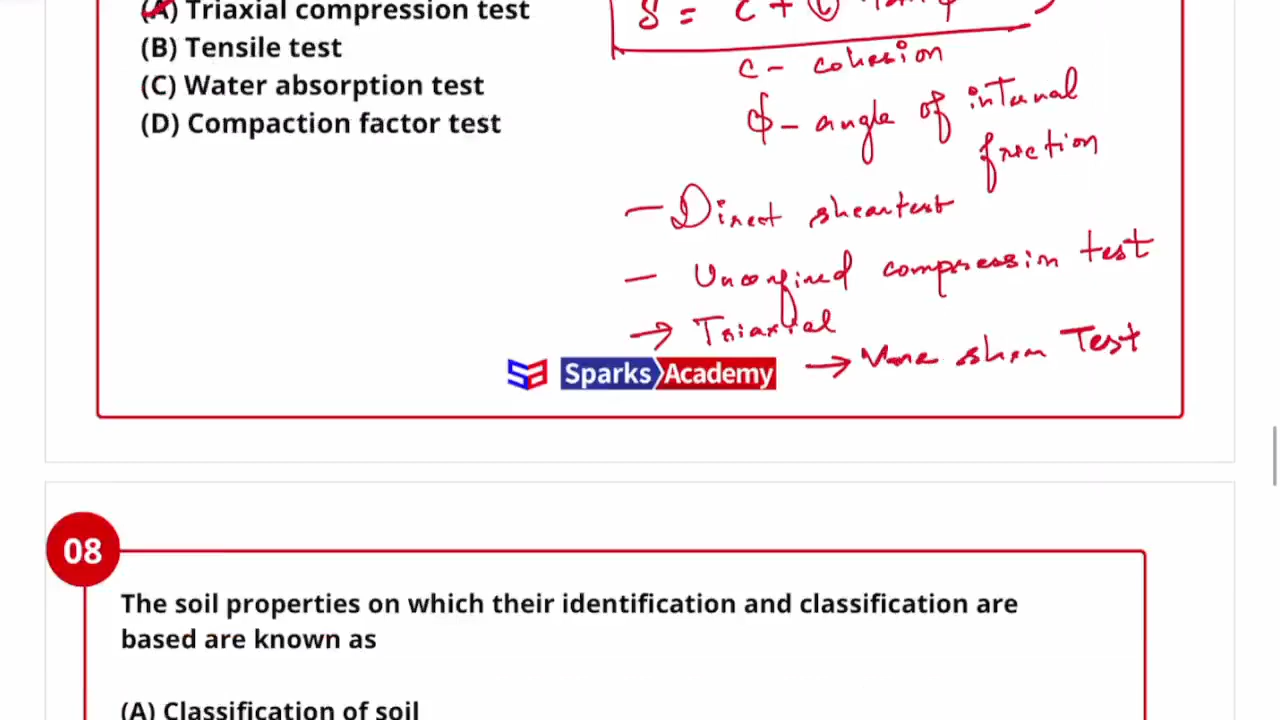 (A) Triaxial compression test
(B) Tensile test
(C) Water absorption test
(D) Compaction factor test
S = C +
C - cohesion
ϕ - angle of internal
friction
- Direct shear test
- Unconfined compression test
→ Triaxial
→ Vane shear Test
Sparks Academy
08
The soil properties on which their identification and classification are
based are known as
(A) Classification of soil